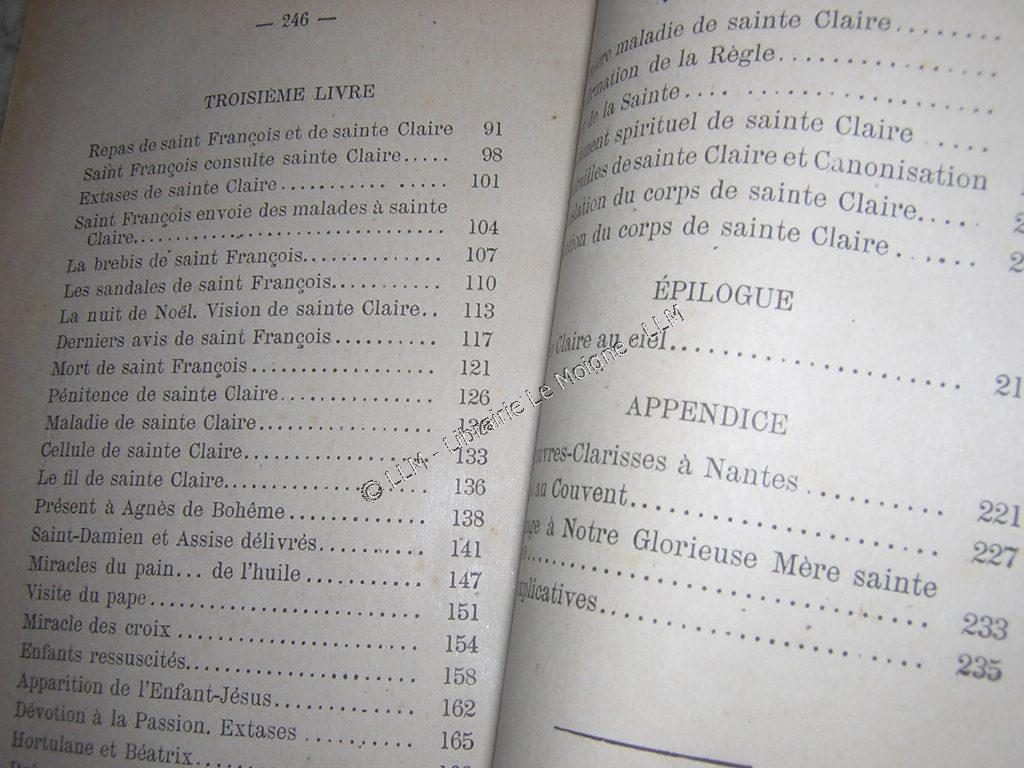 — 246 —
TROISIÈME LIVRE
Repas de saint François et de sainte Claire 91
Saint François consulte sainte Claire..... 98
Extases de sainte Claire ........... ..... 101
Saint François envoie des malades à sainte
Claire.................................. 104
La brebis de saint François.............. 107
Les sandales de saint François........... 110
La nuit de Noël. Vision de sainte Claire.. 113
Derniers avis de saint François.......... 117
Mort de saint François .................. 121
Pénitence de sainte Claire............... 126
Maladie de sainte Claire.................
Cellule de sainte Claire.................. 133
Le fil de sainte Claire.................... 136
Présent à Agnès de Bohême ............. 138
Saint-Damien et Assise délivrés.......... 141
Miracles du pain... de l'huile ........... 147
Visite du pape.......................... 151
Miracle des croix ....................... 154
Enfants ressuscités...................... 158
Apparition de l'Enfant-Jésus............. 162
Dévotion à la Passion. Extases .......... 165
Hortulane et Béatrix....................
maladie de sainte Claire........
de la Règle................
de la Sainte.... ..................
spirituel de sainte Claire .....
de sainte Claire et Canonisation
du corps de sainte Claire.... 2
du corps de sainte Claire...... 2
ÉPILOGUE
Claire au ciel.................... 21
APPENDICE
à Nantes .......... 221
au Couvent................... 227
à Notre Glorieuse Mère sainte
......................... 233
..................... 235
© LLM - Librairie Le Moigne - LLM